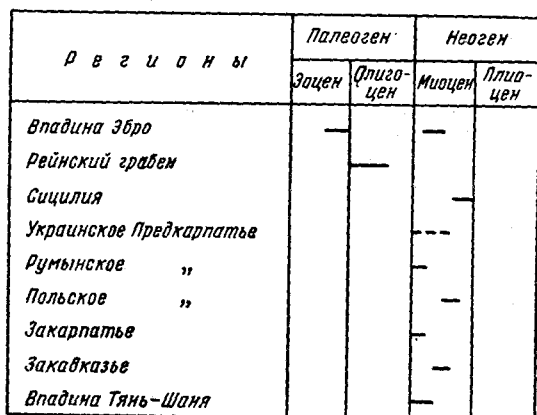 Регионы
Палеоген Неоген
Эоцен Олиго-цен Миоцен Плио-цен
Впадина Эбро
Рейнский грабен
Сицилия
Украинское Предкарпатье
Румынское „
Польское „
Закарпатье
Закавказье
Впадина Тянь-Шаня